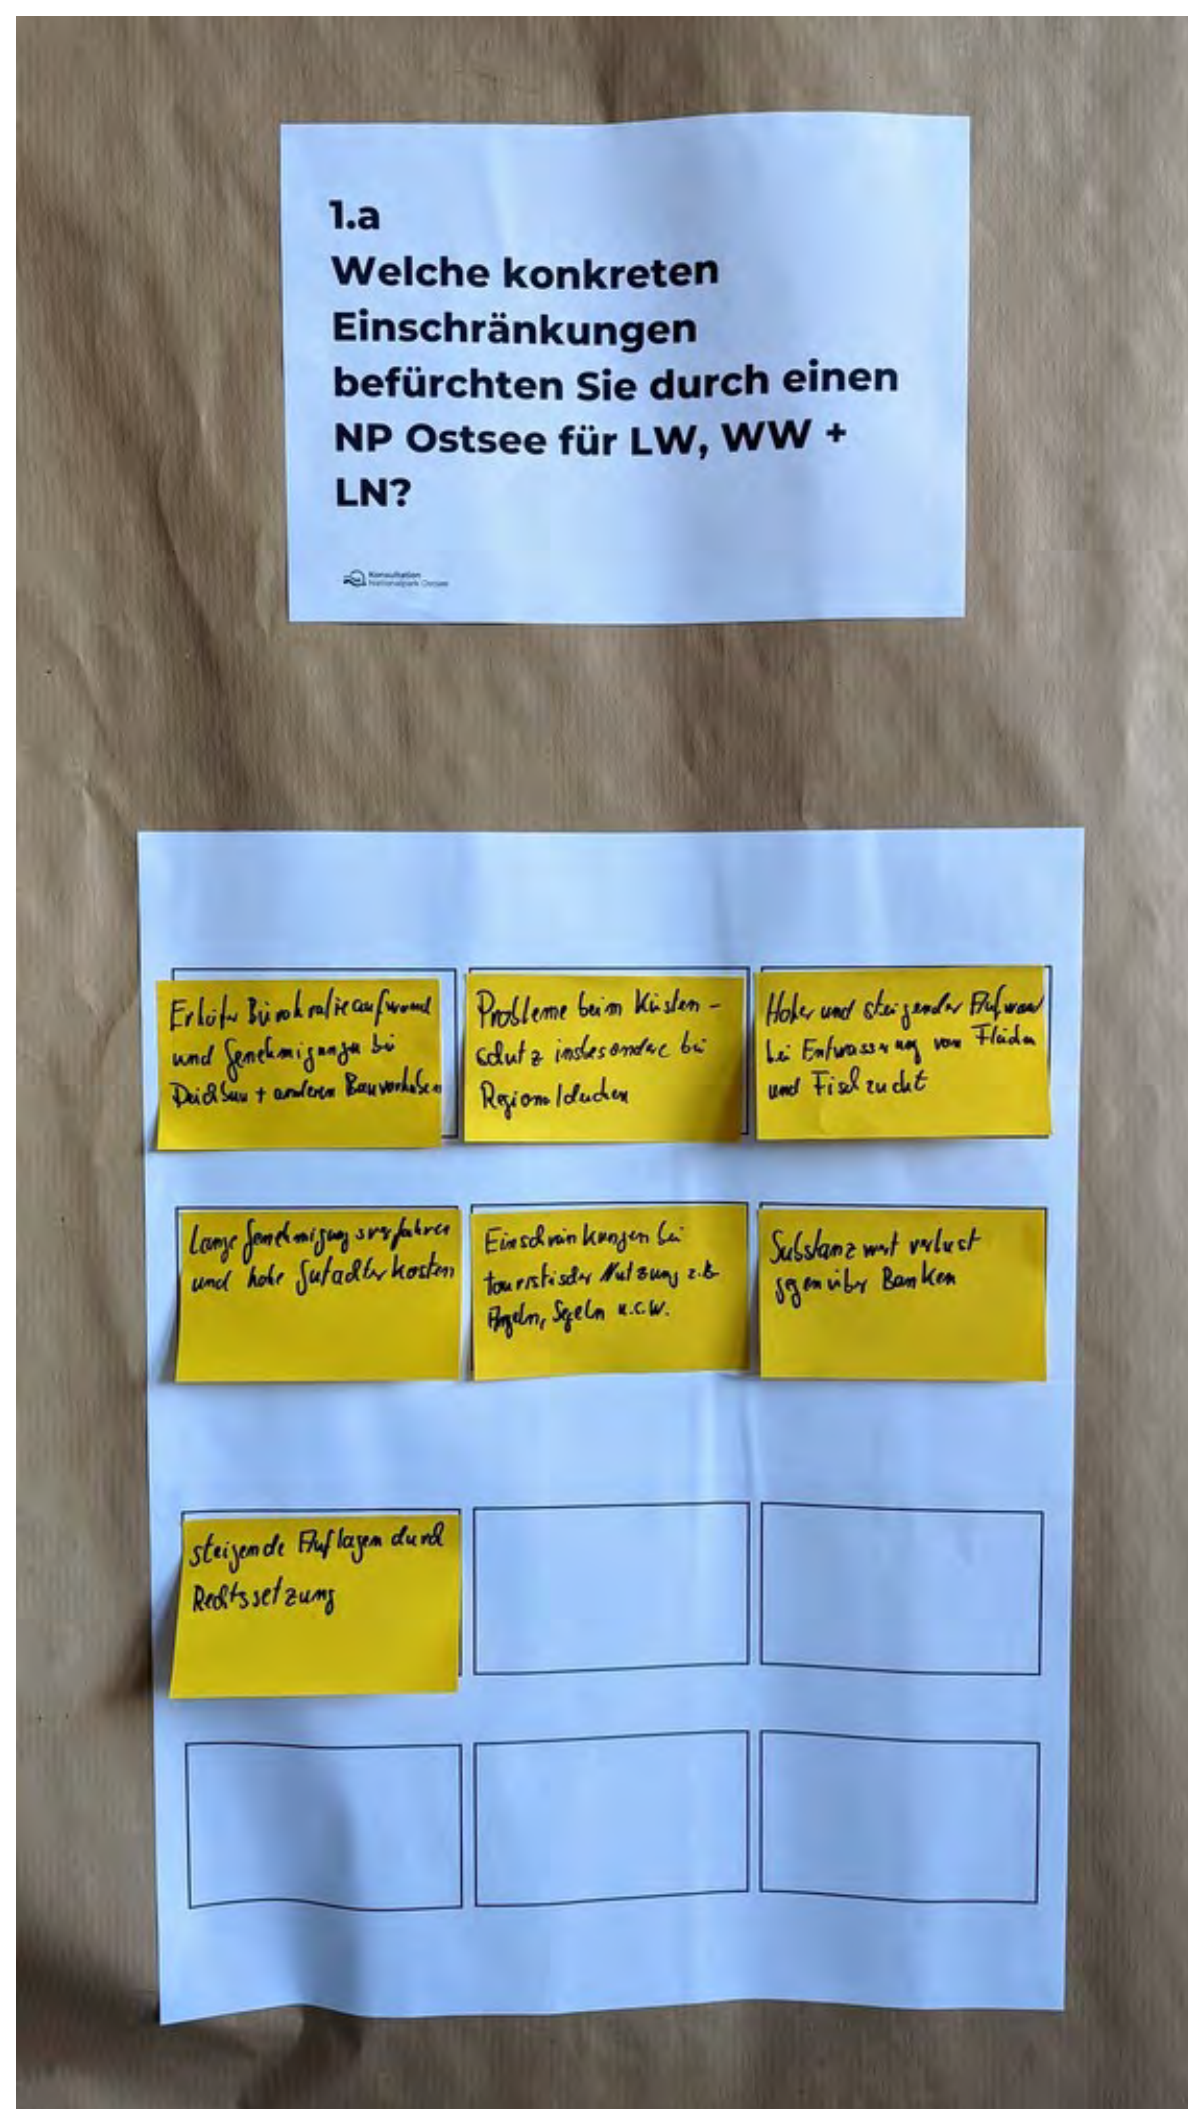 1.a
Welche konkreten
Einschränkungen
befürchten Sie durch einen
NP Ostsee für LW, WW +
LN?
Konsultation
Nationalpark Ostsee
Erhöter Bürokratieaufwand
und Genehmigungen bei
Deichbau + anderen Bauvorhaben
Probleme beim Küsten-
schutz insbesondere bei
Regionaldeichen
Hoher und steigender Aufwand
bei Entwässerung von Flächen
und Fischzucht
Lange Genehmigungsverfahren
und hohe Gutachterkosten
Einschränkungen bei
touristischer Nutzung z.B.
Angeln, Segeln u.s.w.
Substanzwertverlust
gegenüber Banken
steigende Auflagen durch
Rechtssetzung